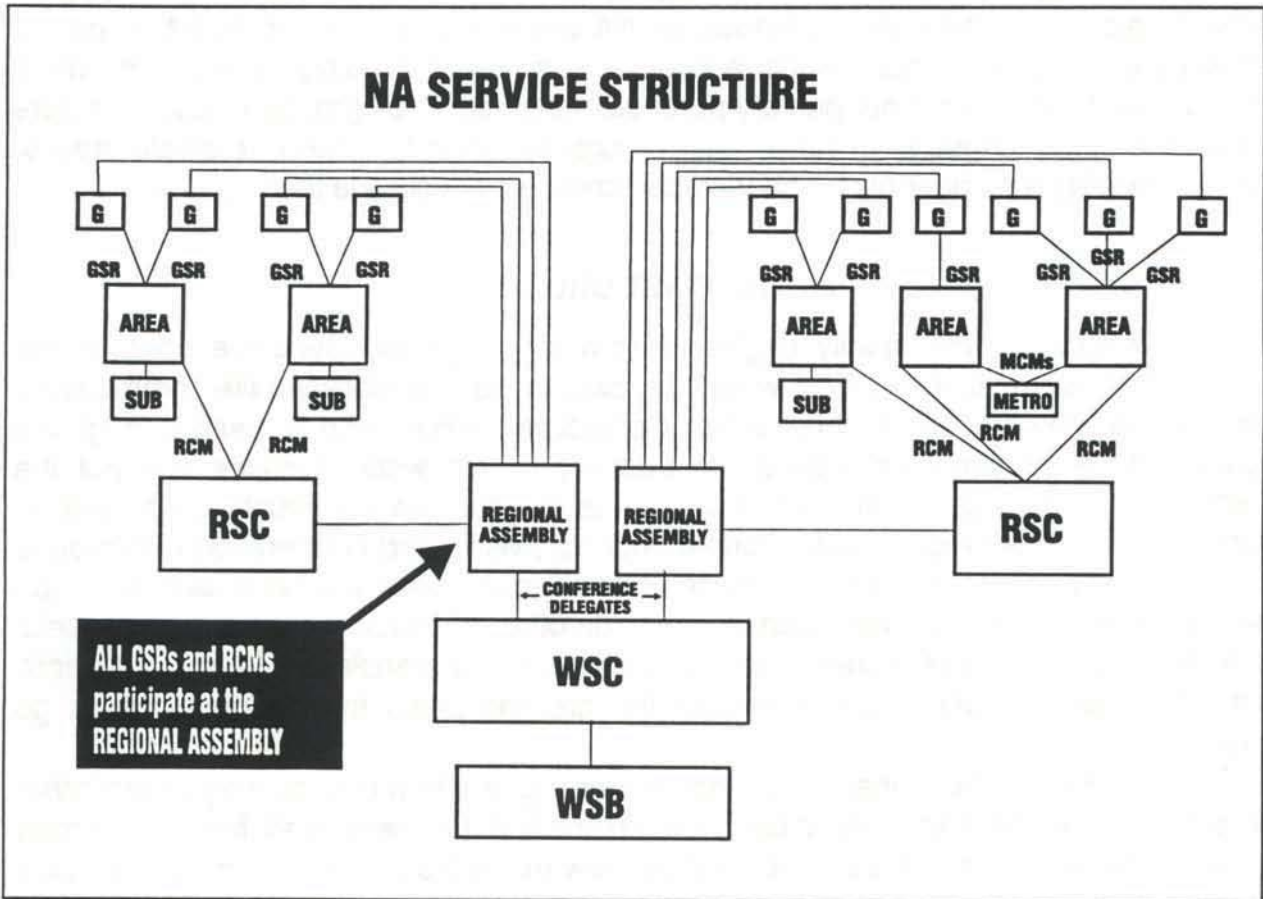 NA SERVICE STRUCTURE
G G G G G G G G G G
GSR GSR GSR GSR GSR GSR GSR GSR GSR GSR
AREA AREA AREA AREA AREA
MCMs
SUB SUB SUB METRO
RCM RCM RCM RCM RCM
RSC
REGIONAL
ASSEMBLY
REGIONAL
ASSEMBLY
RSC
CONFERENCE
DELEGATES
ALL GSRs and RCMs
participate at the
REGIONAL ASSEMBLY
WSC
WSB